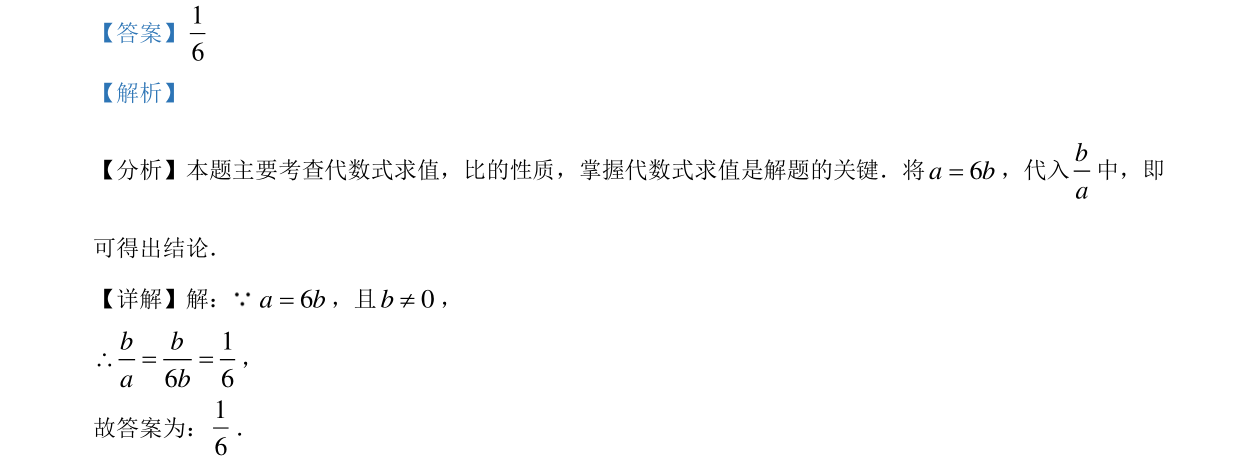 【答案】1/6
【解析】
【分析】本题主要考查代数式求值，比的性质，掌握代数式求值是解题的关键．将a = 6b，代入b/a中，即
可得出结论．
【详解】解：∵ a = 6b，且b ≠ 0，
∴b/a = b/6b = 1/6，
故答案为：1/6．